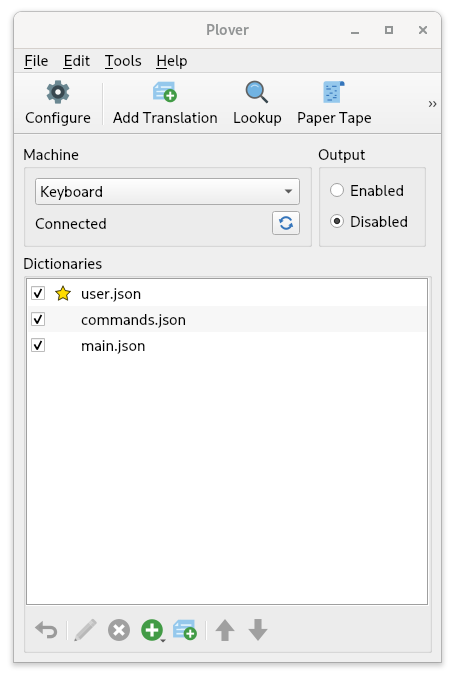 Plover
File Edit Tools Help
Configure Add Translation Lookup Paper Tape »
Machine Output
Keyboard Enabled
Connected Disabled
Dictionaries
user.json
commands.json
main.json